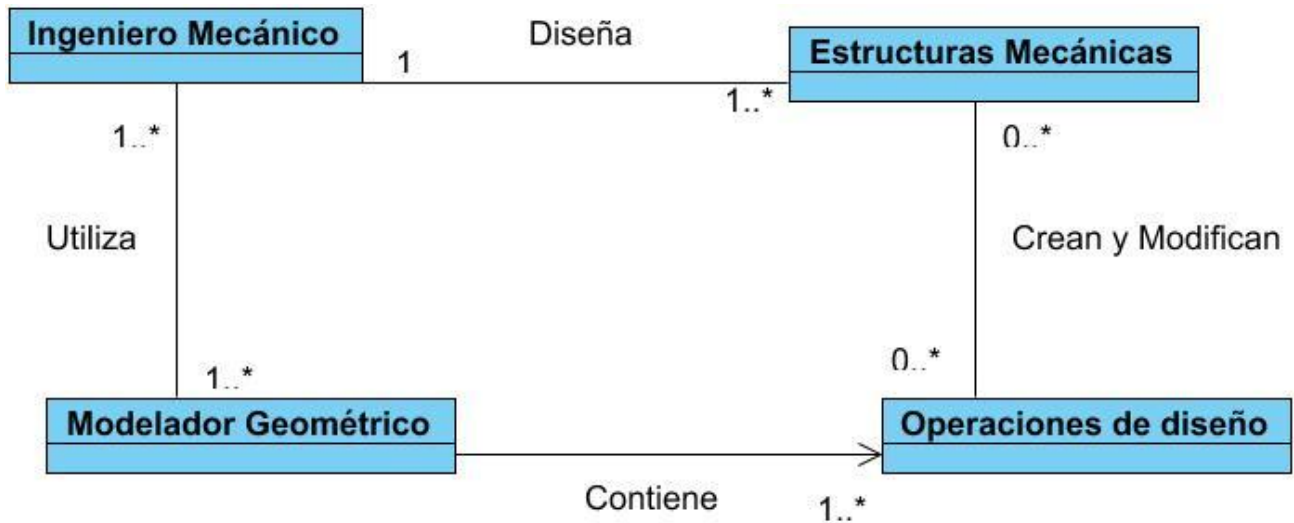 Ingeniero Mecánico
Diseña
Estructuras Mecánicas
1
1..*
1..*
0..*
Utiliza
Crean y Modifican
1..*
0..*
Modelador Geométrico
Operaciones de diseño
Contiene
1..*